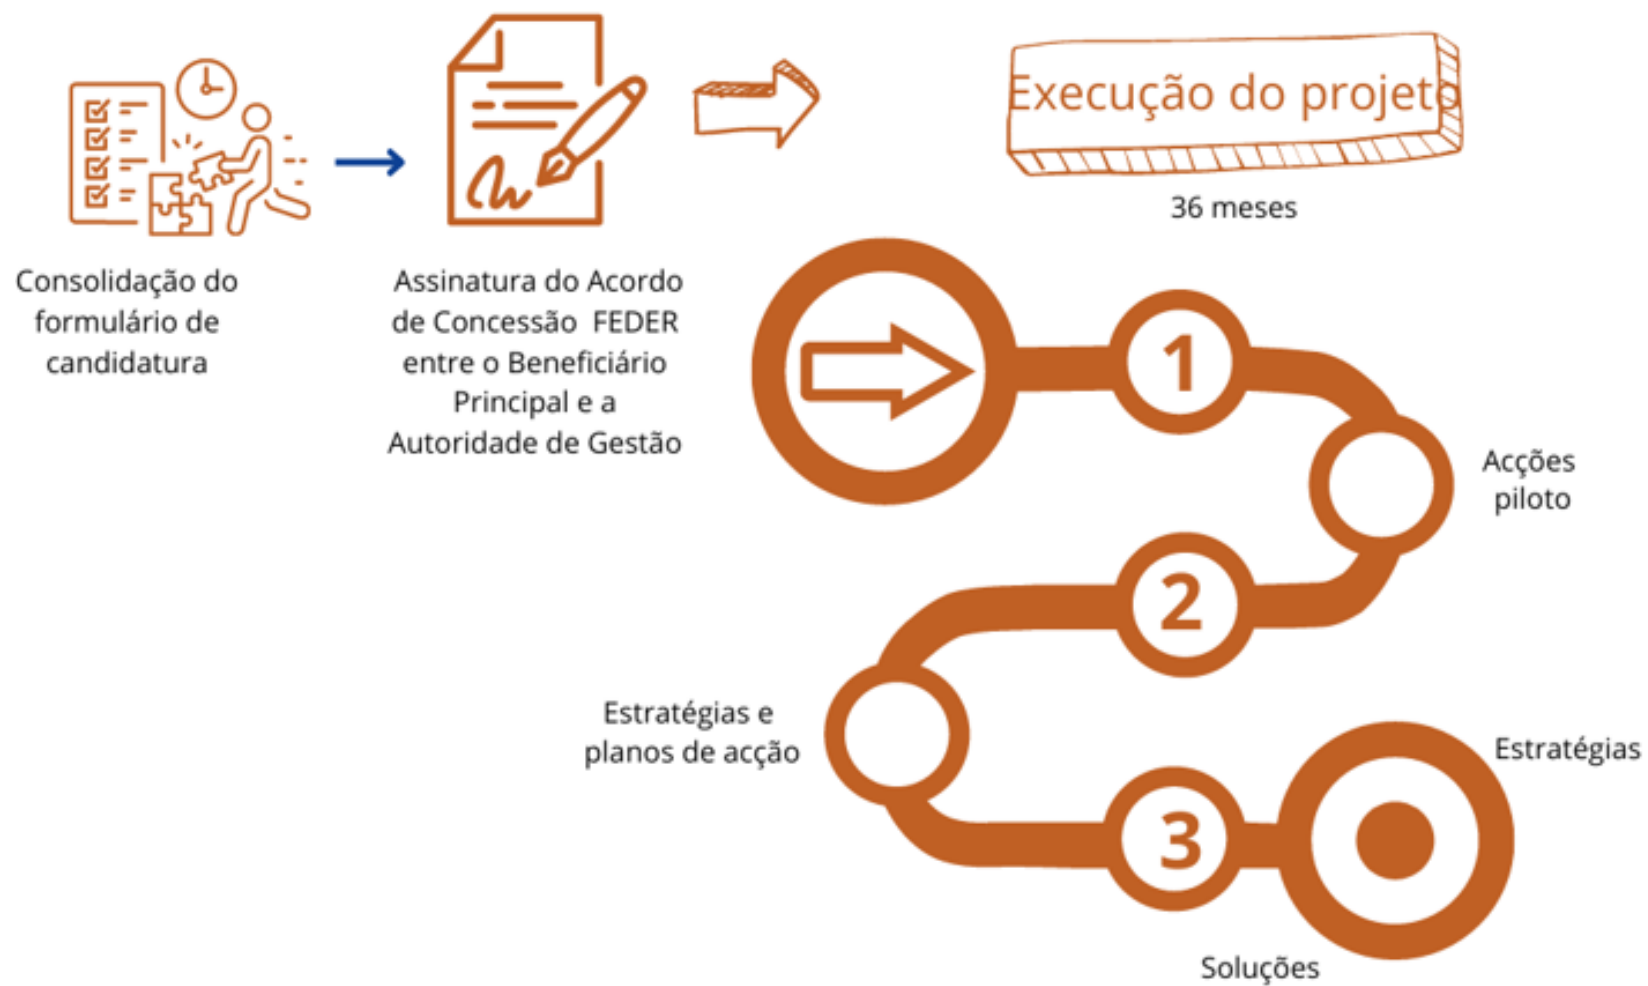 Execução do projeto
36 meses
Consolidação do
formulário de
candidatura
Assinatura do Acordo
de Concessão FEDER
entre o Beneficiário
Principal e a
Autoridade de Gestão
1
Acções
piloto
2
Estratégias e
planos de acção
3
Estratégias
Soluções